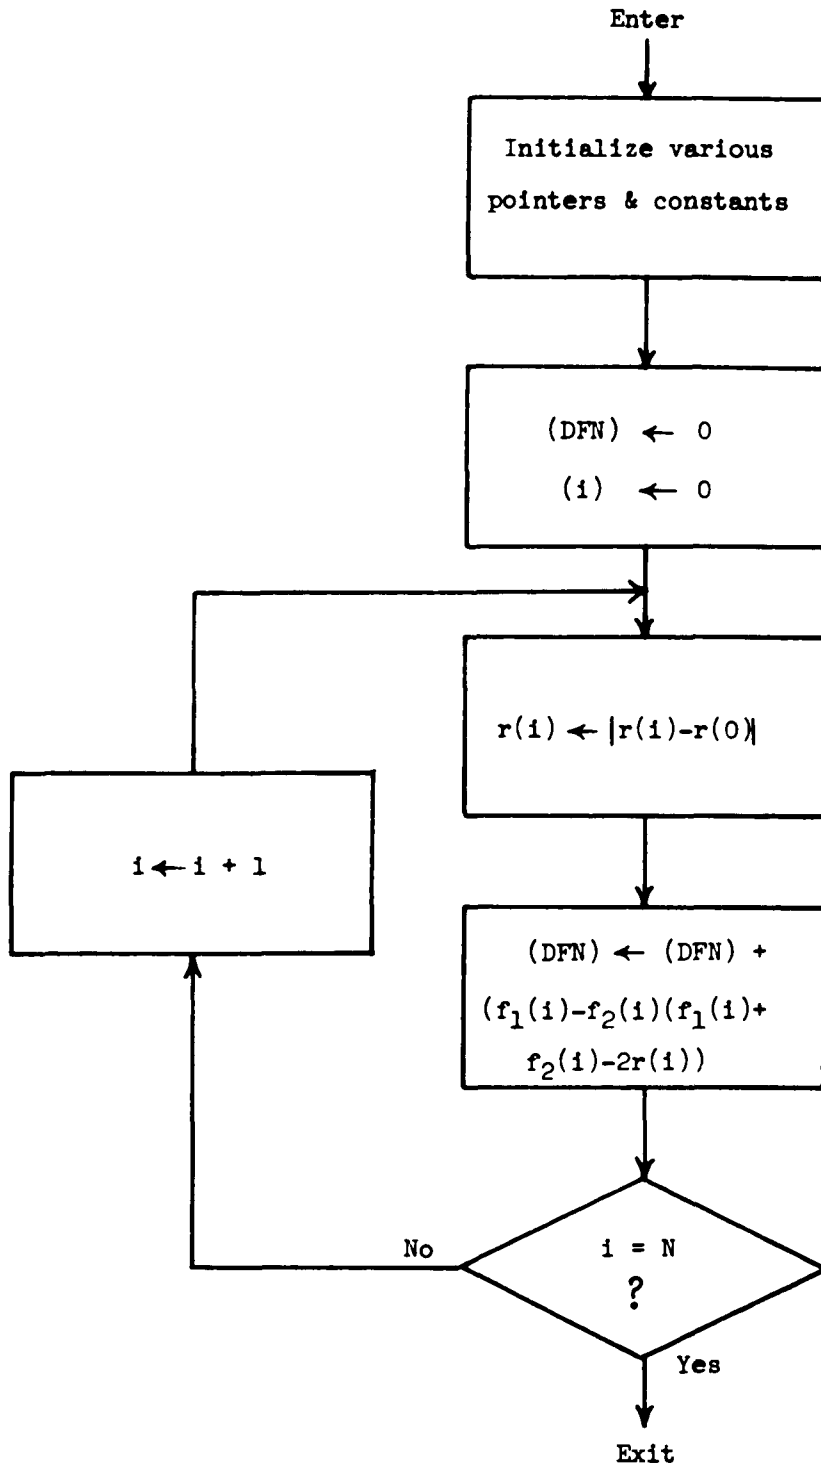 Enter
Initialize various
pointers & constants
(DFN) ← 0
(i) ← 0
r(i) ← |r(i)-r(0)|
i ← i + 1
(DFN) ← (DFN) +
(f₁(i)-f₂(i)(f₁(i)+
f₂(i)-2r(i))
No
i = N
?
Yes
Exit